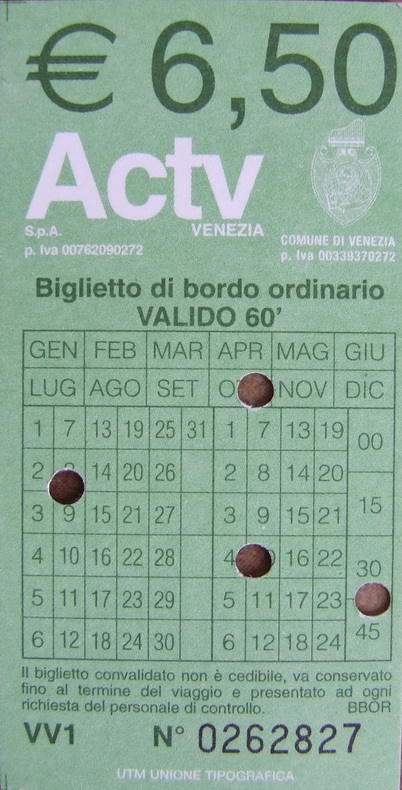 € 6,50
Actv
S.p.A. VENEZIA
p. Iva 00762090272
COMUNE DI VENEZIA
p. Iva 00339370272
Biglietto di bordo ordinario
VALIDO 60’
GEN FEB MAR APR MAG GIU
LUG AGO SET NOV DIC
1 7 13 19 25 31 1 7 13 19 00
2 14 20 26 2 8 14 20
3 9 15 21 27 3 9 15 21 15
4 10 16 22 28 4 16 22 30
5 11 17 23 29 5 11 17 23
6 12 18 24 30 6 12 18 24 45
Il biglietto convalidato non è cedibile, va conservato
fino al termine del viaggio e presentato ad ogni
richiesta del personale di controllo. BBOR
VV1 N° 0262827
UTM UNIONE TIPOGRAFICA